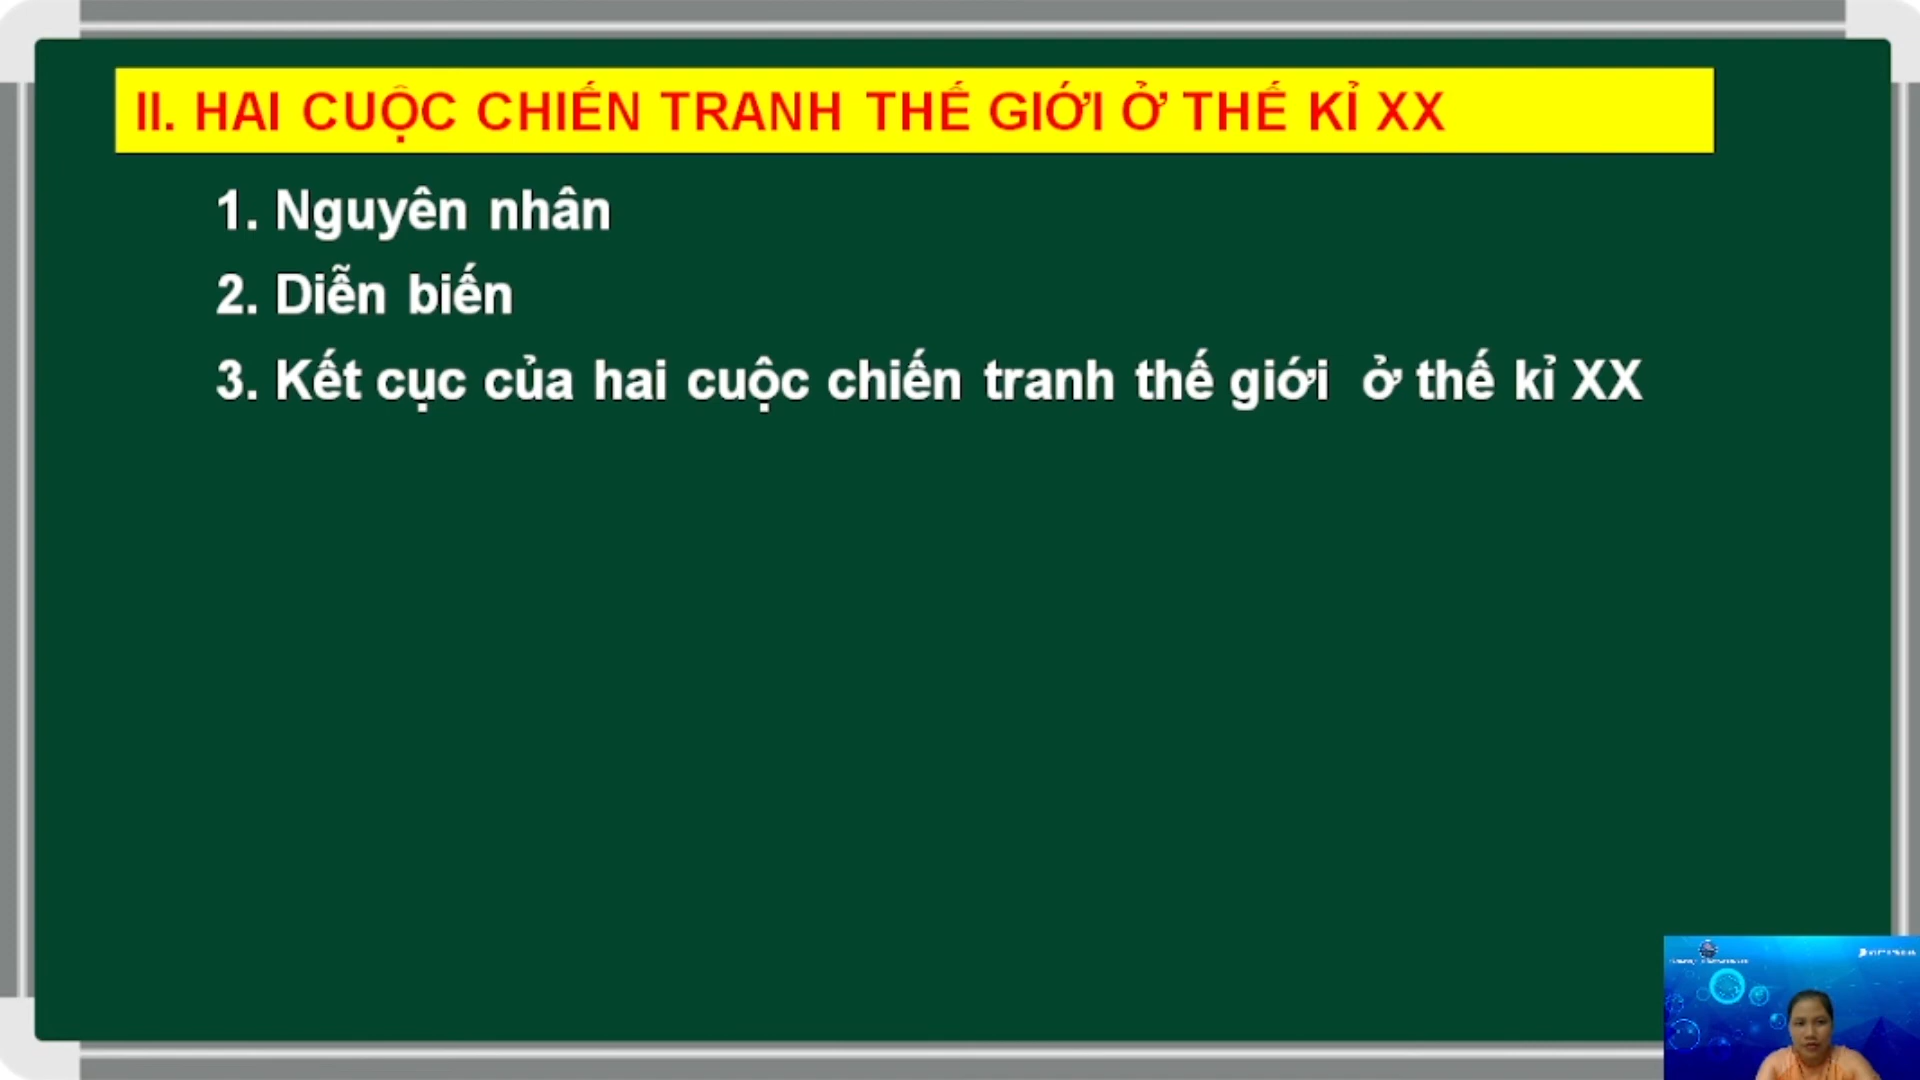 II. HAI CUỘC CHIẾN TRANH THẾ GIỚI Ở THẾ KỈ XX
1. Nguyên nhân
2. Diễn biến
3. Kết cục của hai cuộc chiến tranh thế giới ở thế kỉ XX